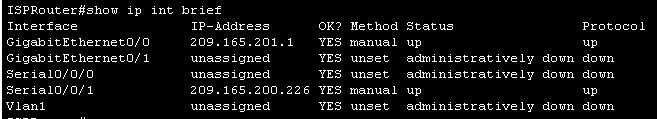 ISPRouter#show ip int brief
Interface IP-Address OK? Method Status Protocol
GigabitEthernet0/0 209.165.201.1 YES manual up up
GigabitEthernet0/1 unassigned YES unset administratively down down
Serial0/0/0 unassigned YES unset administratively down down
Serial0/0/1 209.165.200.226 YES manual up up
Vlan1 unassigned YES unset administratively down down